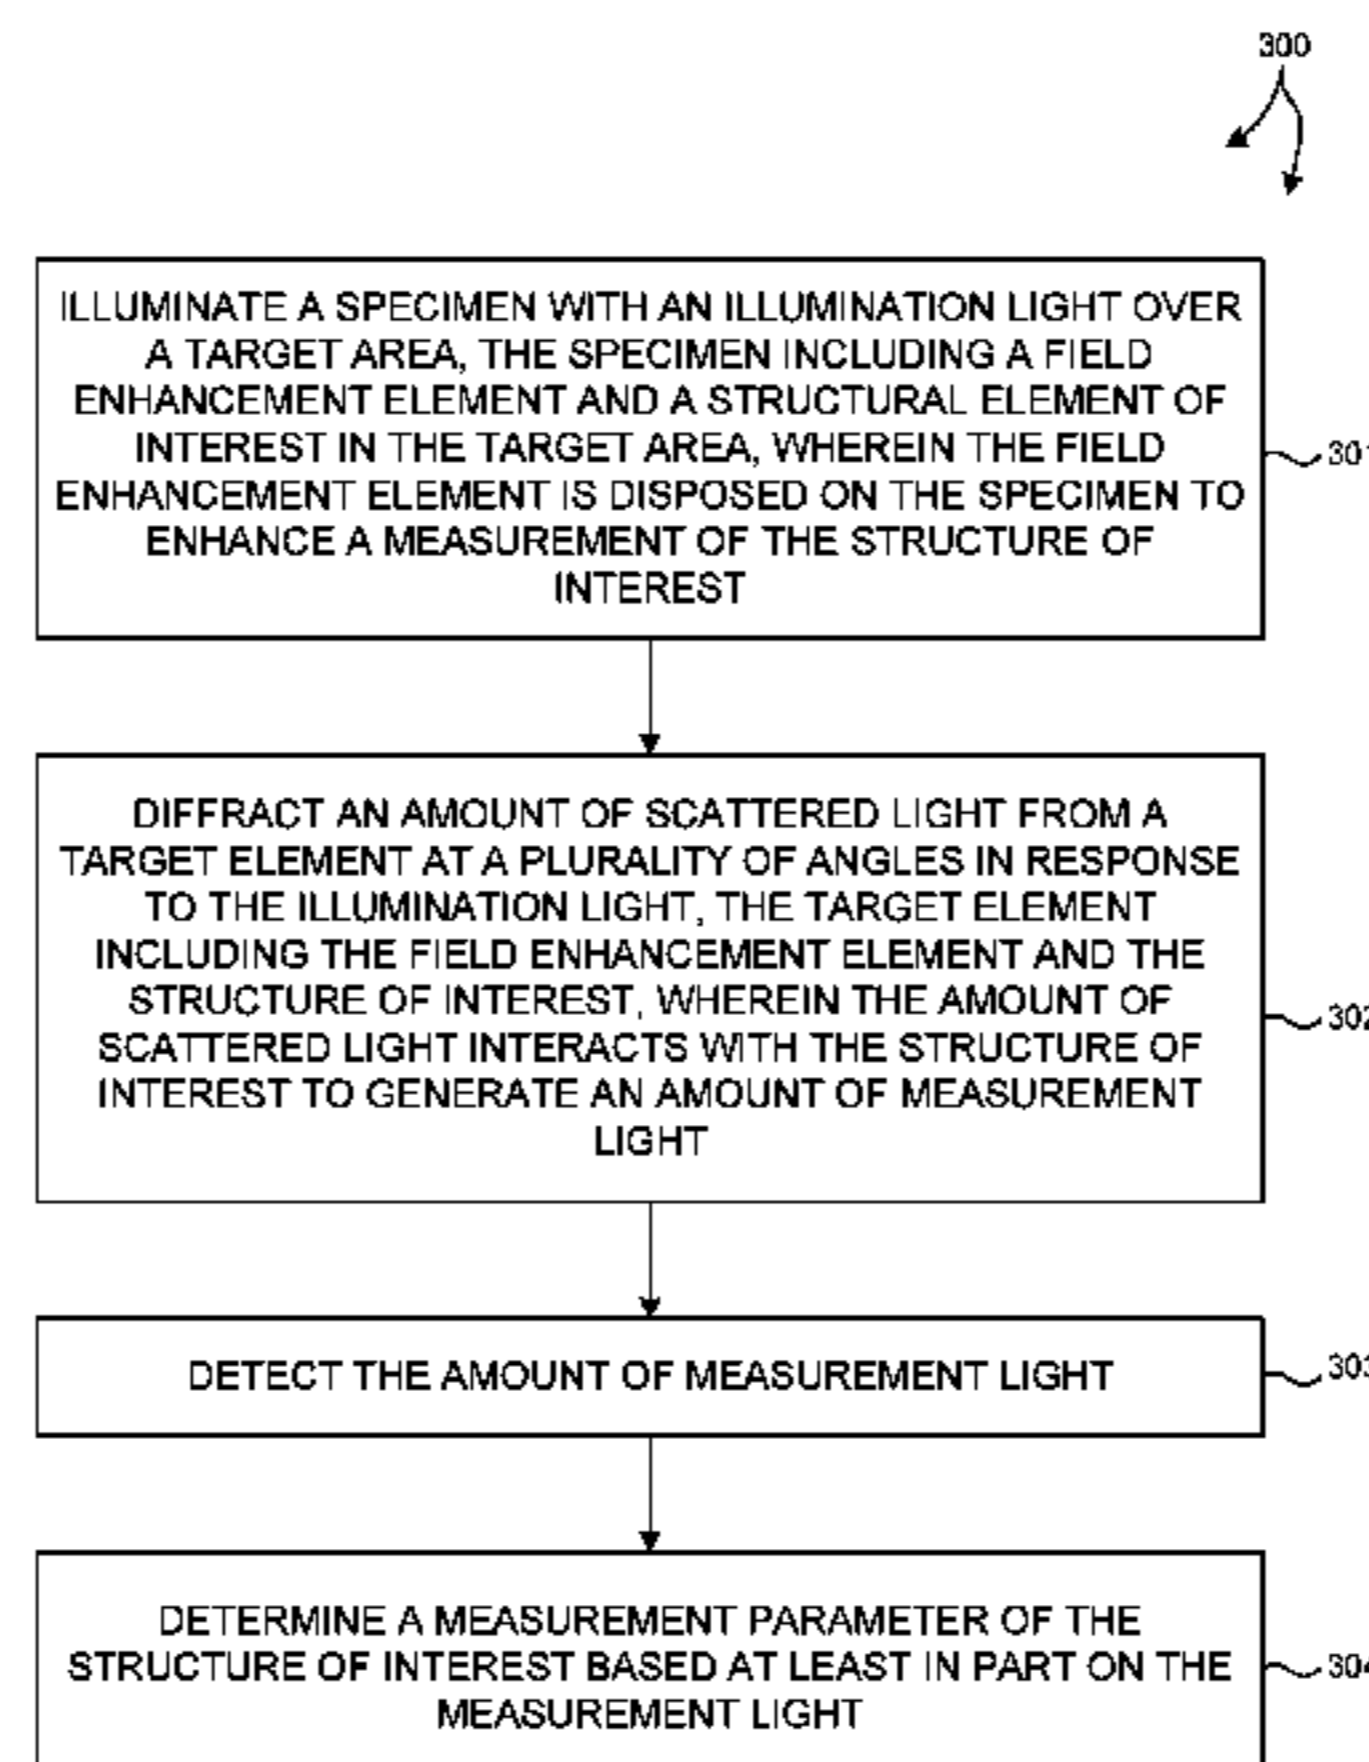 300
ILLUMINATE A SPECIMEN WITH AN ILLUMINATION LIGHT OVER
A TARGET AREA, THE SPECIMEN INCLUDING A FIELD
ENHANCEMENT ELEMENT AND A STRUCTURAL ELEMENT OF
INTEREST IN THE TARGET AREA, WHEREIN THE FIELD
ENHANCEMENT ELEMENT IS DISPOSED ON THE SPECIMEN TO
ENHANCE A MEASUREMENT OF THE STRUCTURE OF
INTEREST
301
DIFFRACT AN AMOUNT OF SCATTERED LIGHT FROM A
TARGET ELEMENT AT A PLURALITY OF ANGLES IN RESPONSE
TO THE ILLUMINATION LIGHT, THE TARGET ELEMENT
INCLUDING THE FIELD ENHANCEMENT ELEMENT AND THE
STRUCTURE OF INTEREST, WHEREIN THE AMOUNT OF
SCATTERED LIGHT INTERACTS WITH THE STRUCTURE OF
INTEREST TO GENERATE AN AMOUNT OF MEASUREMENT
LIGHT
302
DETECT THE AMOUNT OF MEASUREMENT LIGHT
303
DETERMINE A MEASUREMENT PARAMETER OF THE
STRUCTURE OF INTEREST BASED AT LEAST IN PART ON THE
MEASUREMENT LIGHT
304